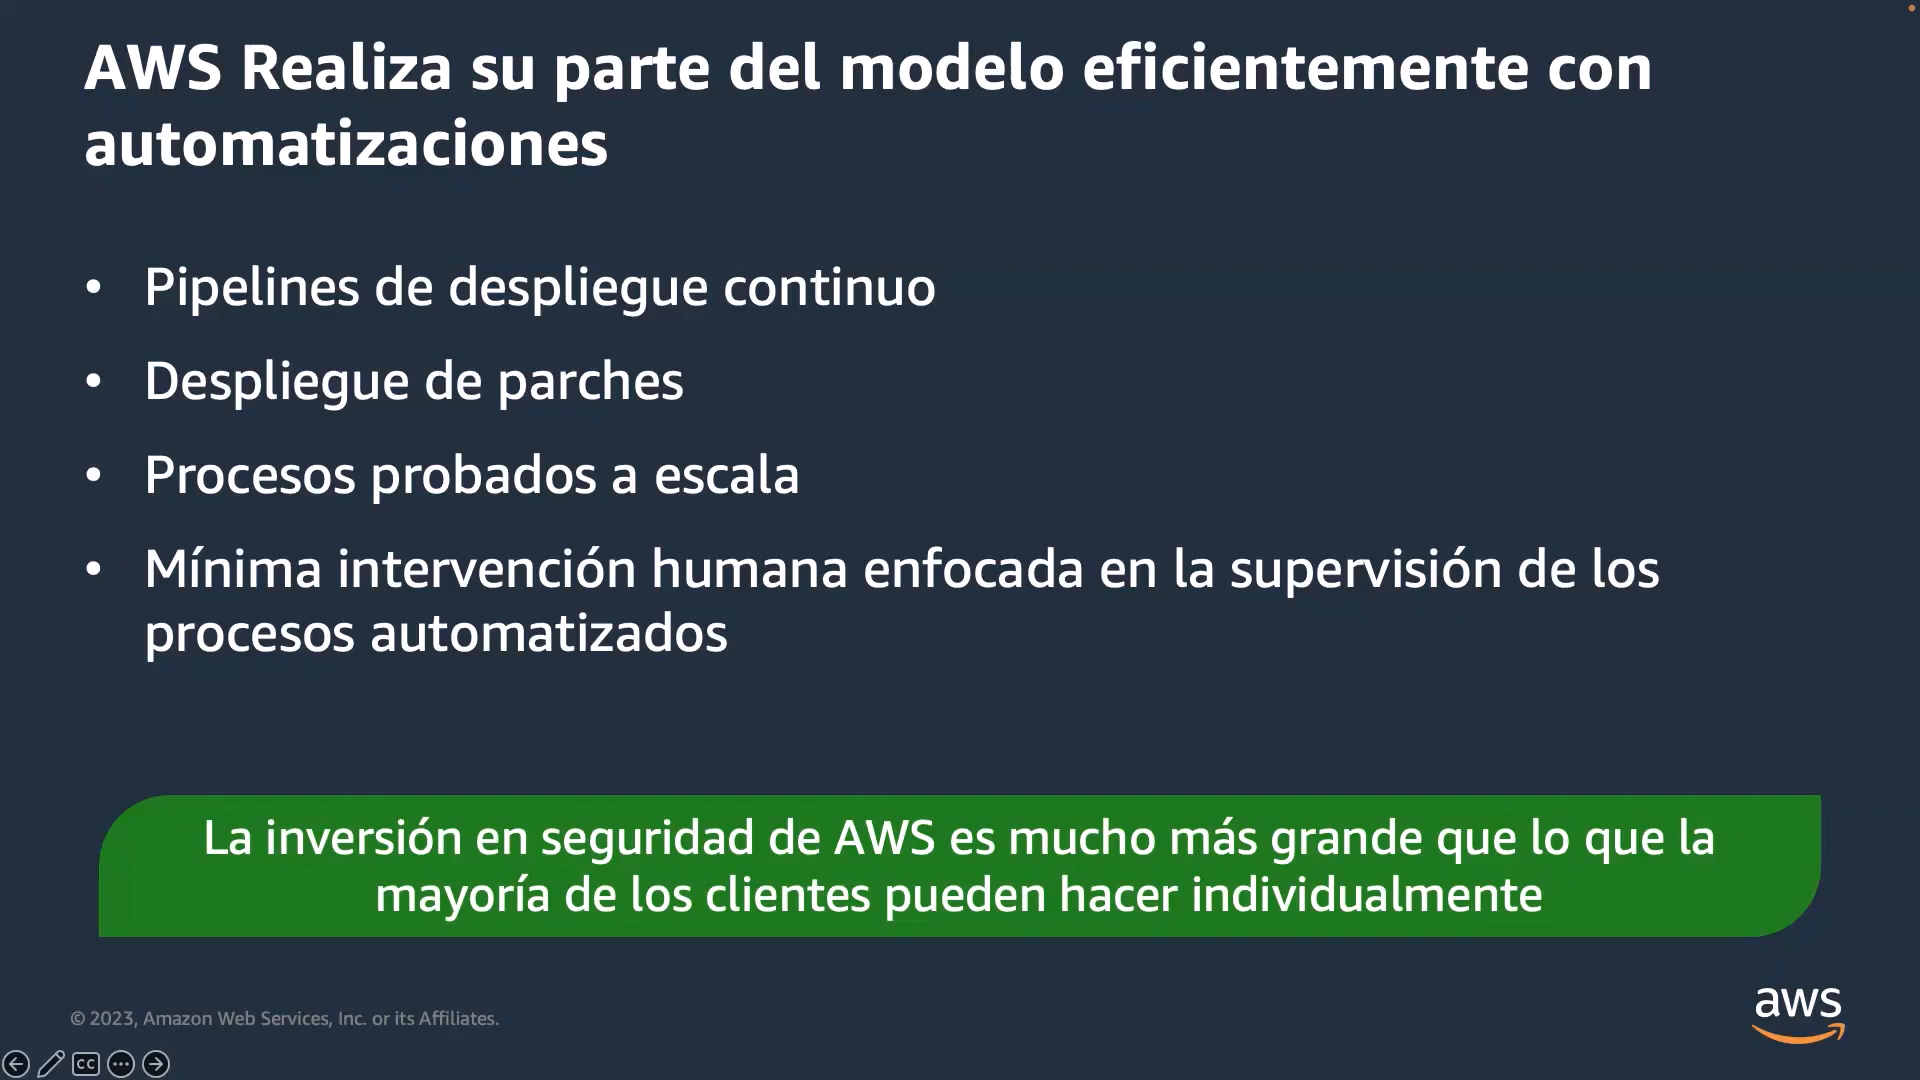 AWS Realiza su parte del modelo eficientemente con
automatizaciones
• Pipelines de despliegue continuo
• Despliegue de parches
• Procesos probados a escala
• Mínima intervención humana enfocada en la supervisión de los
procesos automatizados
La inversión en seguridad de AWS es mucho más grande que lo que la
mayoría de los clientes pueden hacer individualmente
© 2023, Amazon Web Services, Inc. or its Affiliates.
aws
CC